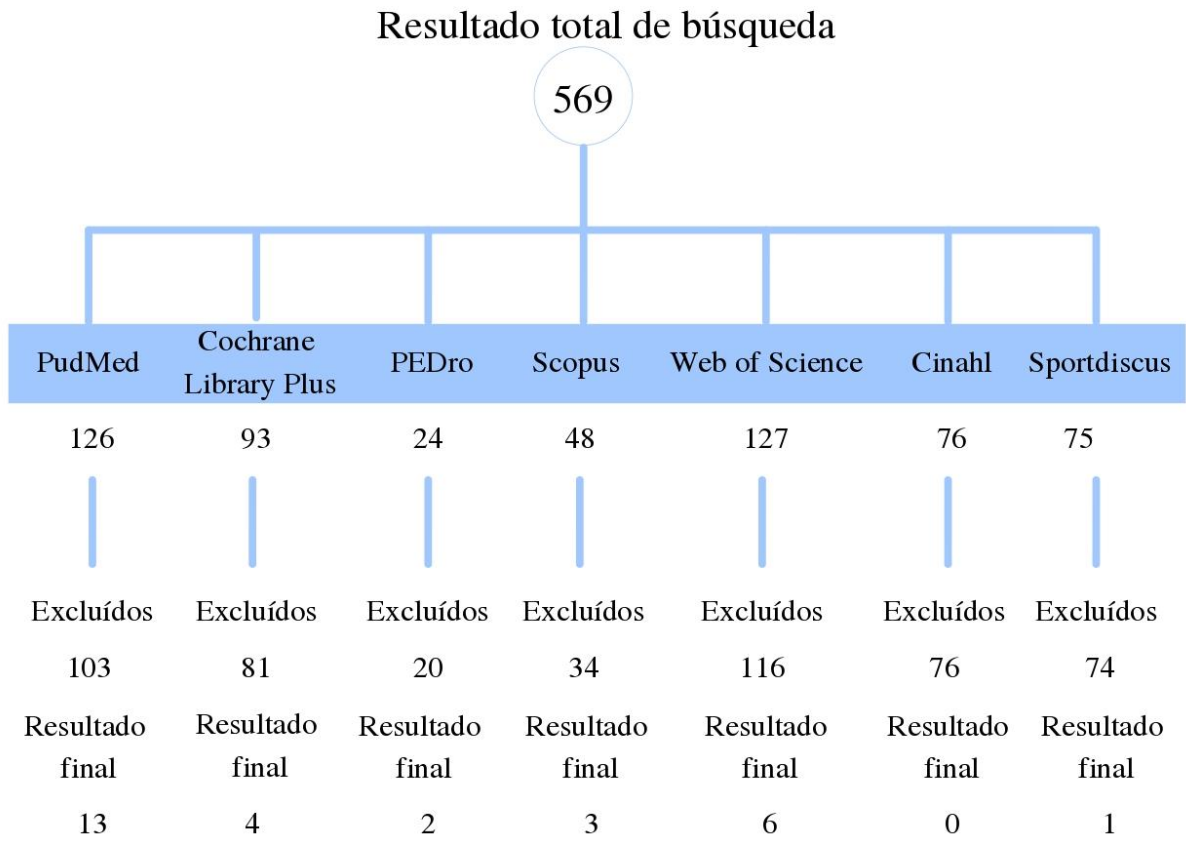 Resultado total de búsqueda
569
PudMed
Cochrane
Library Plus
PEDro
Scopus
Web of Science
Cinahl
Sportdiscus
126
93
24
48
127
76
75
Excluídos
Excluídos
Excluídos
Excluídos
Excluídos
Excluídos
Excluídos
103
81
20
34
116
76
74
Resultado
final
Resultado
final
Resultado
final
Resultado
final
Resultado
final
Resultado
final
Resultado
final
13
4
2
3
6
0
1